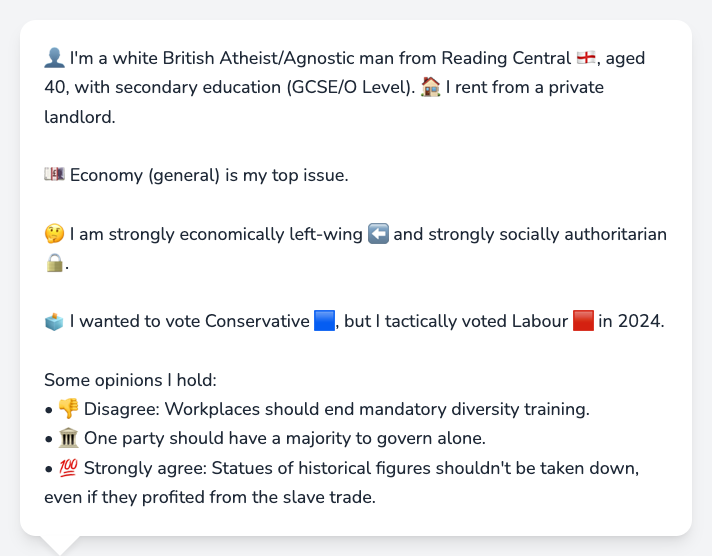 👤 I'm a white British Atheist/Agnostic man from Reading Central 🏴󠁧󠁢󠁥󠁮󠁧󠁿, aged
40, with secondary education (GCSE/O Level). 🏠 I rent from a private
landlord.
💷 Economy (general) is my top issue.
🤔 I am strongly economically left-wing ⬅️ and strongly socially authoritarian
🔒.
🗳️ I wanted to vote Conservative 🟦, but I tactically voted Labour 🟥 in 2024.
Some opinions I hold:
• 👎 Disagree: Workplaces should end mandatory diversity training.
• 🏛️ One party should have a majority to govern alone.
• 💯 Strongly agree: Statues of historical figures shouldn't be taken down,
even if they profited from the slave trade.